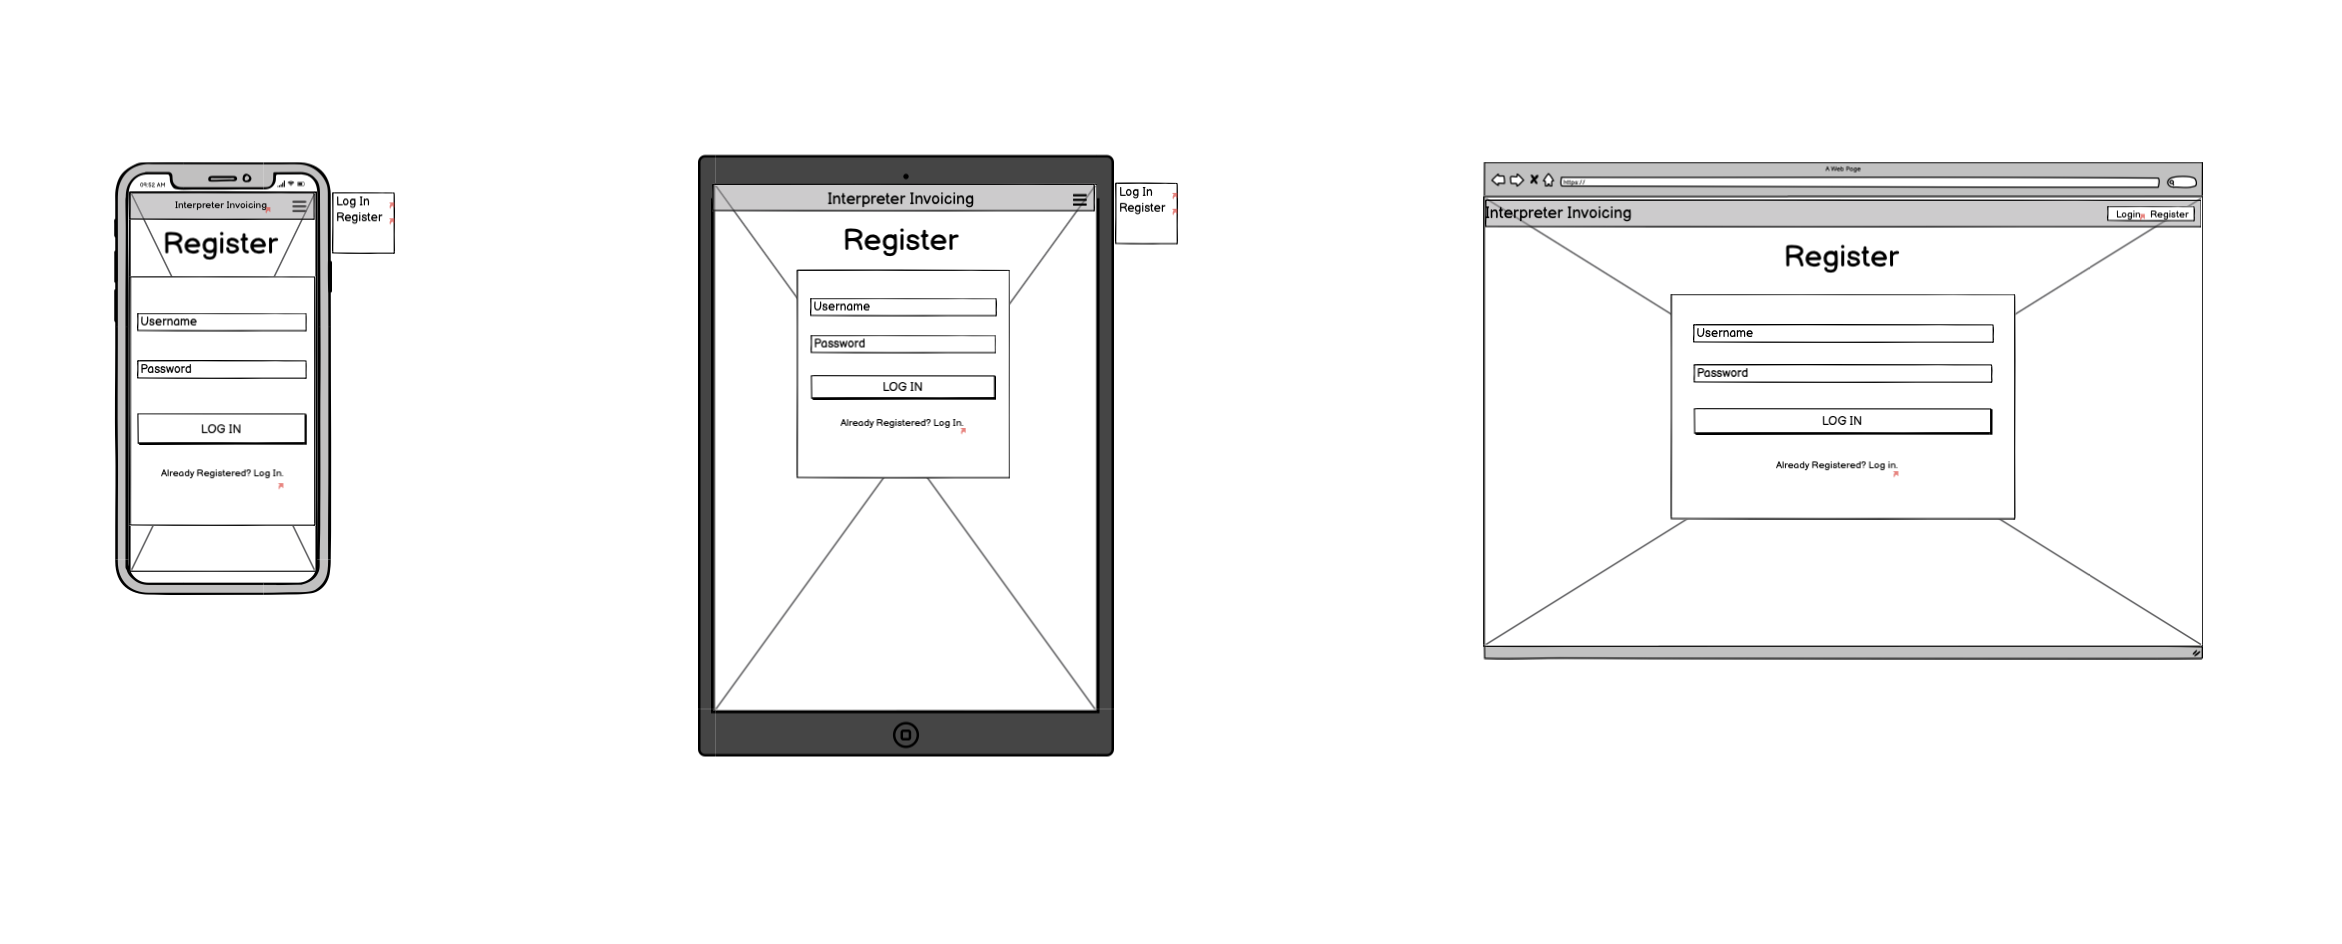 09:52 AM
Interpreter Invoicing
Log In
Register
Register
Username
Password
LOG IN
Already Registered? Log In.
Interpreter Invoicing
Log In
Register
Register
Username
Password
LOG IN
Already Registered? Log In.
A Web Page
https://
Interpreter Invoicing
Login Register
Register
Username
Password
LOG IN
Already Registered? Log in.